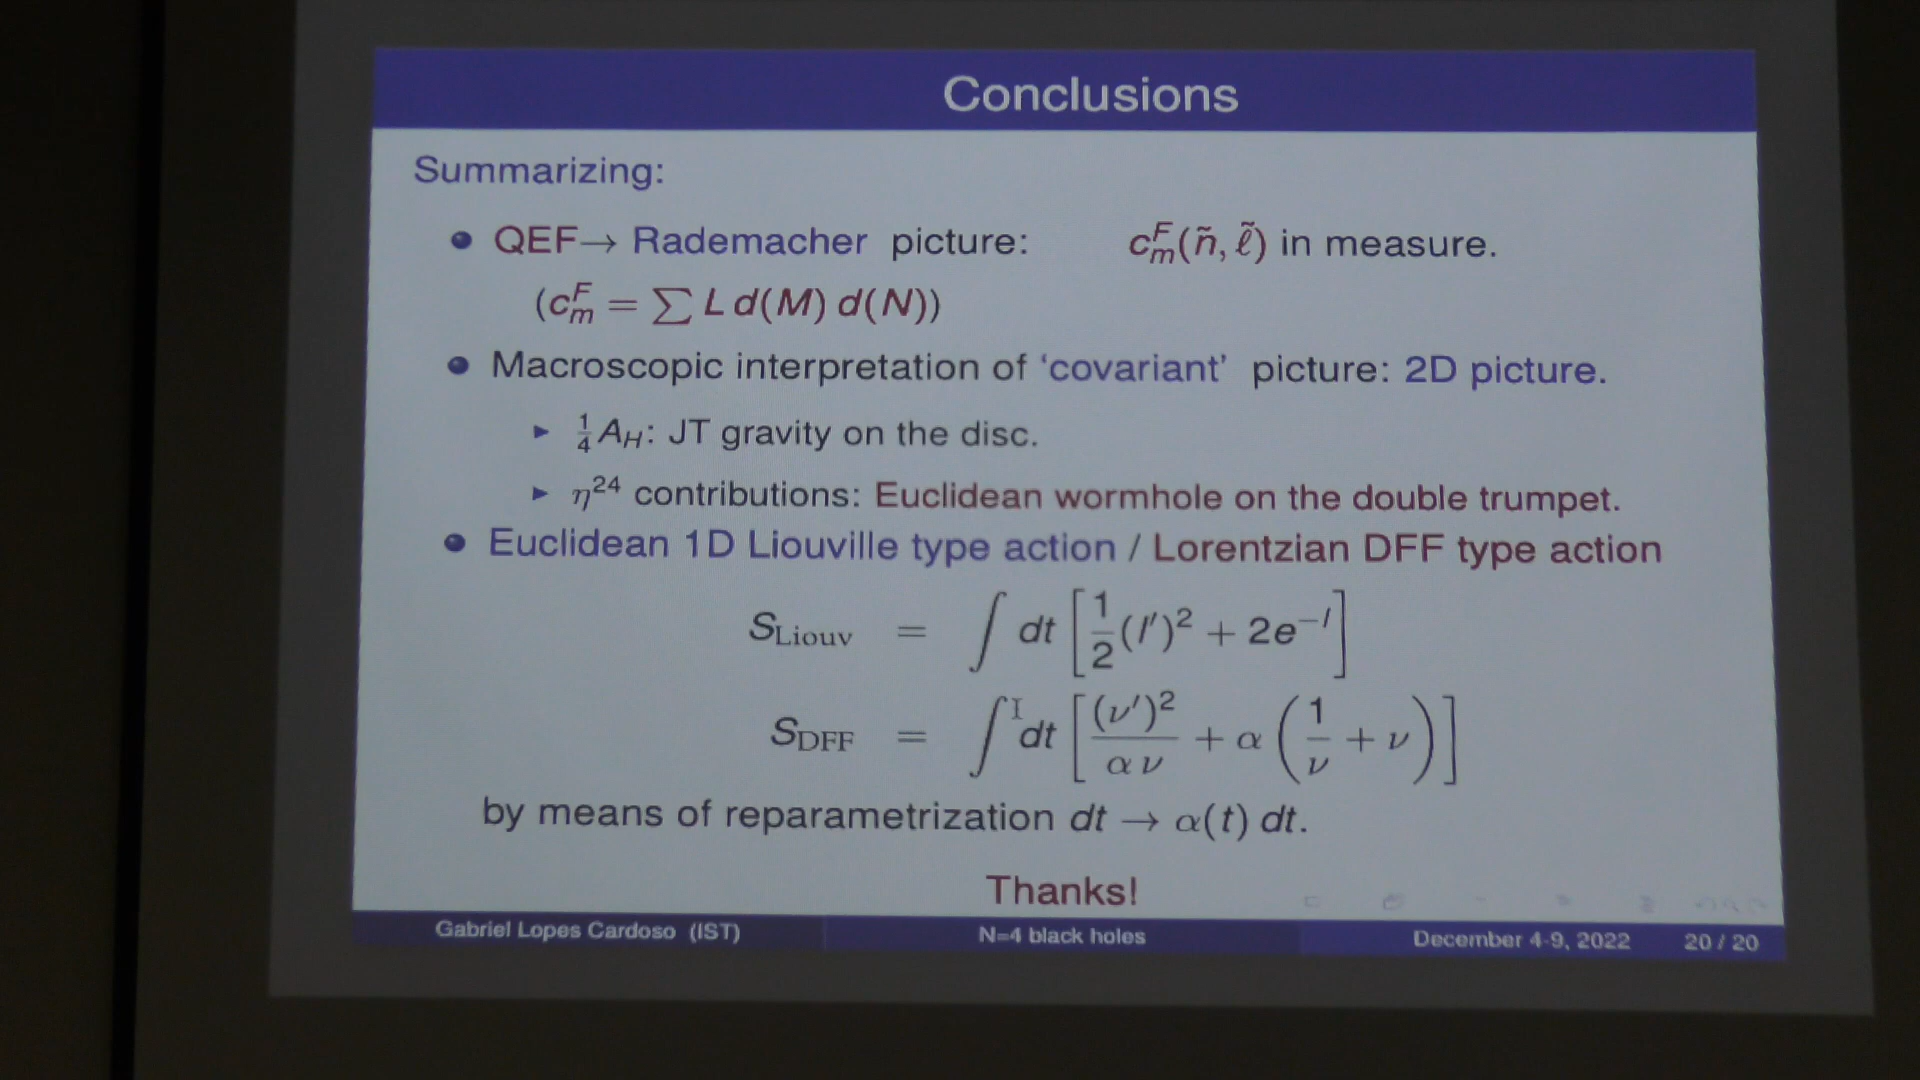 Conclusions
Summarizing:
QEF→ Rademacher picture: c_m^F(ñ, ℓ̃) in measure.
(c_m^F = ∑ L d(M) d(N))
Macroscopic interpretation of ‘covariant’ picture: 2D picture.
► 1/4 A_H: JT gravity on the disc.
► η^24 contributions: Euclidean wormhole on the double trumpet.
Euclidean 1D Liouville type action / Lorentzian DFF type action
S_Liouv = ∫ dt [1/2 (l′)^2 + 2e^−l]
S_DFF = ∫ dt [(ν′)^2/(α ν) + α (1/ν + ν)]
by means of reparametrization dt → α(t) dt.
Thanks!
Gabriel Lopes Cardoso (IST) N=4 black holes December 4-9, 2022 20 / 20